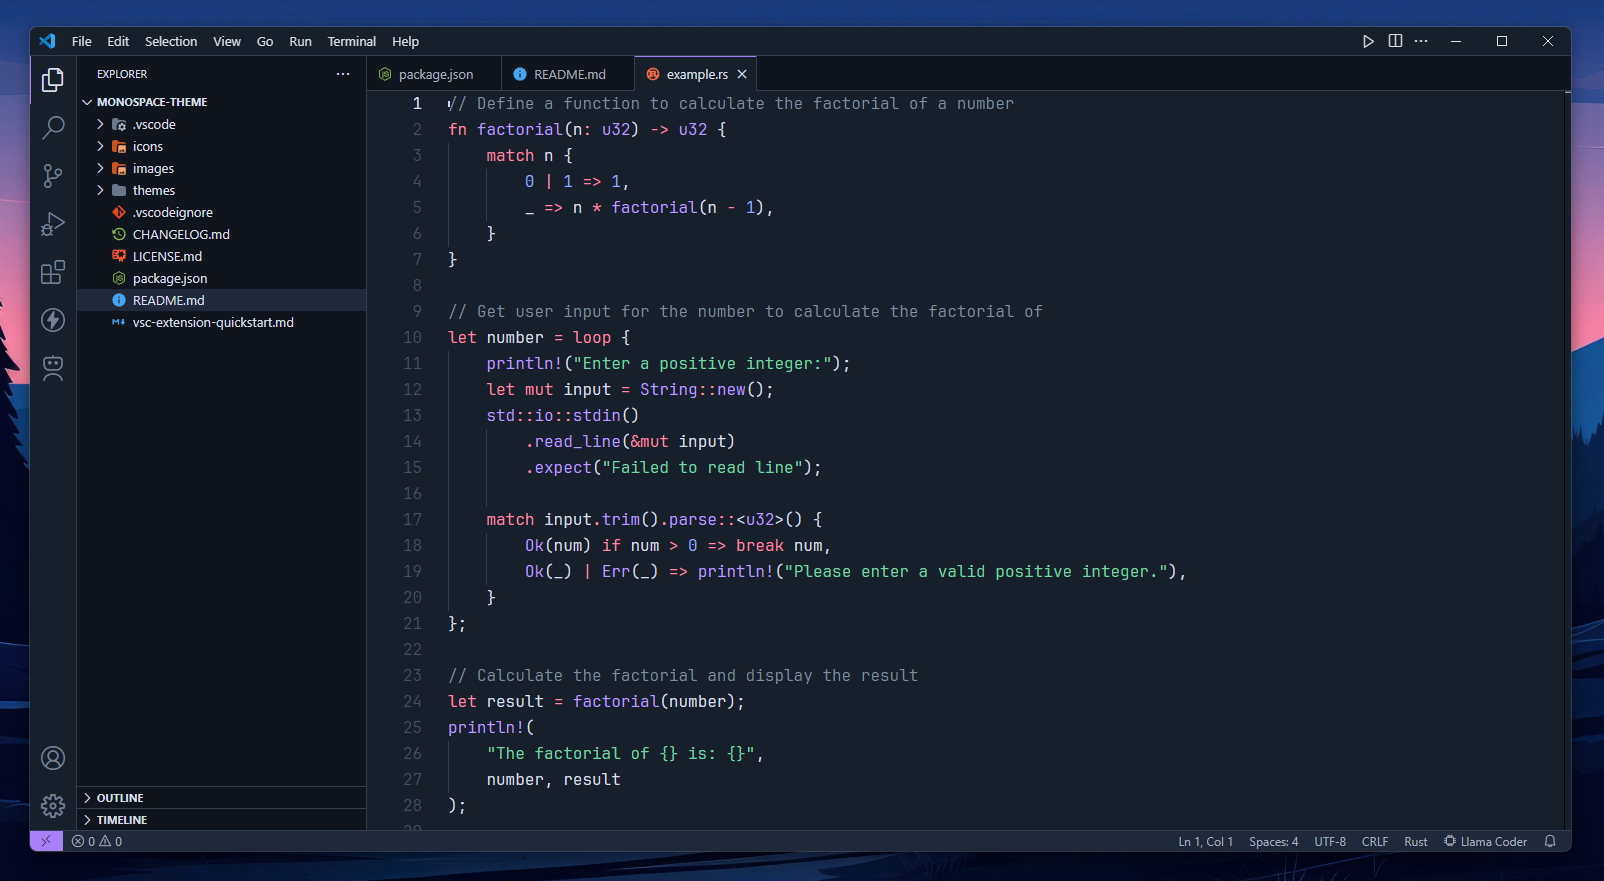 File Edit Selection View Go Run Terminal Help
EXPLORER
package.json
README.md
example.rs
MONOSPACE-THEME
.vscode
icons
images
themes
.vscodeignore
CHANGELOG.md
LICENSE.md
package.json
README.md
vsc-extension-quickstart.md
OUTLINE
TIMELINE
1 // Define a function to calculate the factorial of a number
2 fn factorial(n: u32) -> u32 {
3     match n {
4         0 | 1 => 1,
5         _ => n * factorial(n - 1),
6     }
7 }
8
9 // Get user input for the number to calculate the factorial of
10 let number = loop {
11     println!("Enter a positive integer:");
12     let mut input = String::new();
13     std::io::stdin()
14         .read_line(&mut input)
15         .expect("Failed to read line");
16
17     match input.trim().parse::<u32>() {
18         Ok(num) if num > 0 => break num,
19         Ok(_) | Err(_) => println!("Please enter a valid positive integer."),
20     }
21 };
22
23 // Calculate the factorial and display the result
24 let result = factorial(number);
25 println!(
26     "The factorial of {} is: {}",
27     number, result
28 );
0 0
Ln 1, Col 1 Spaces: 4 UTF-8 CRLF Rust Llama Coder